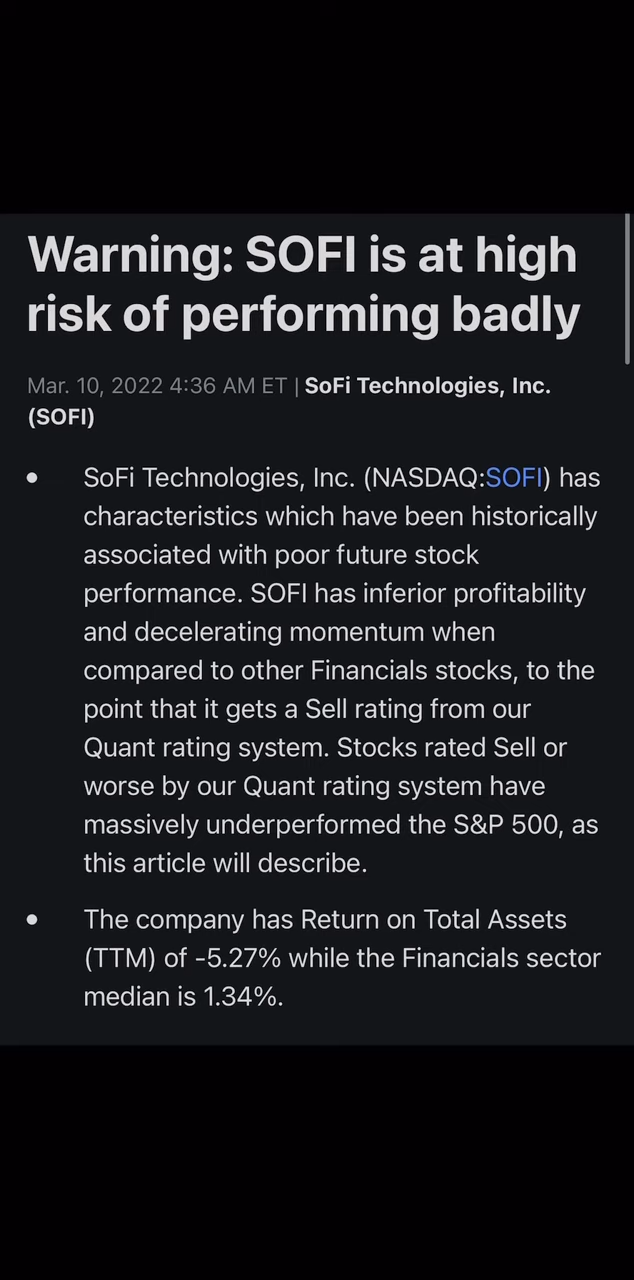 Warning: SOFI is at high
risk of performing badly
Mar. 10, 2022 4:36 AM ET | SoFi Technologies, Inc.
(SOFI)
• SoFi Technologies, Inc. (NASDAQ:SOFI) has
characteristics which have been historically
associated with poor future stock
performance. SOFI has inferior profitability
and decelerating momentum when
compared to other Financials stocks, to the
point that it gets a Sell rating from our
Quant rating system. Stocks rated Sell or
worse by our Quant rating system have
massively underperformed the S&P 500, as
this article will describe.
• The company has Return on Total Assets
(TTM) of -5.27% while the Financials sector
median is 1.34%.